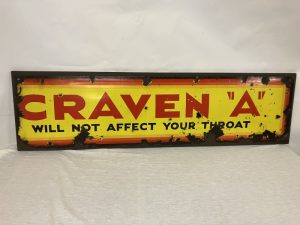 CRAVEN "A"
WILL NOT AFFECT YOUR THROAT